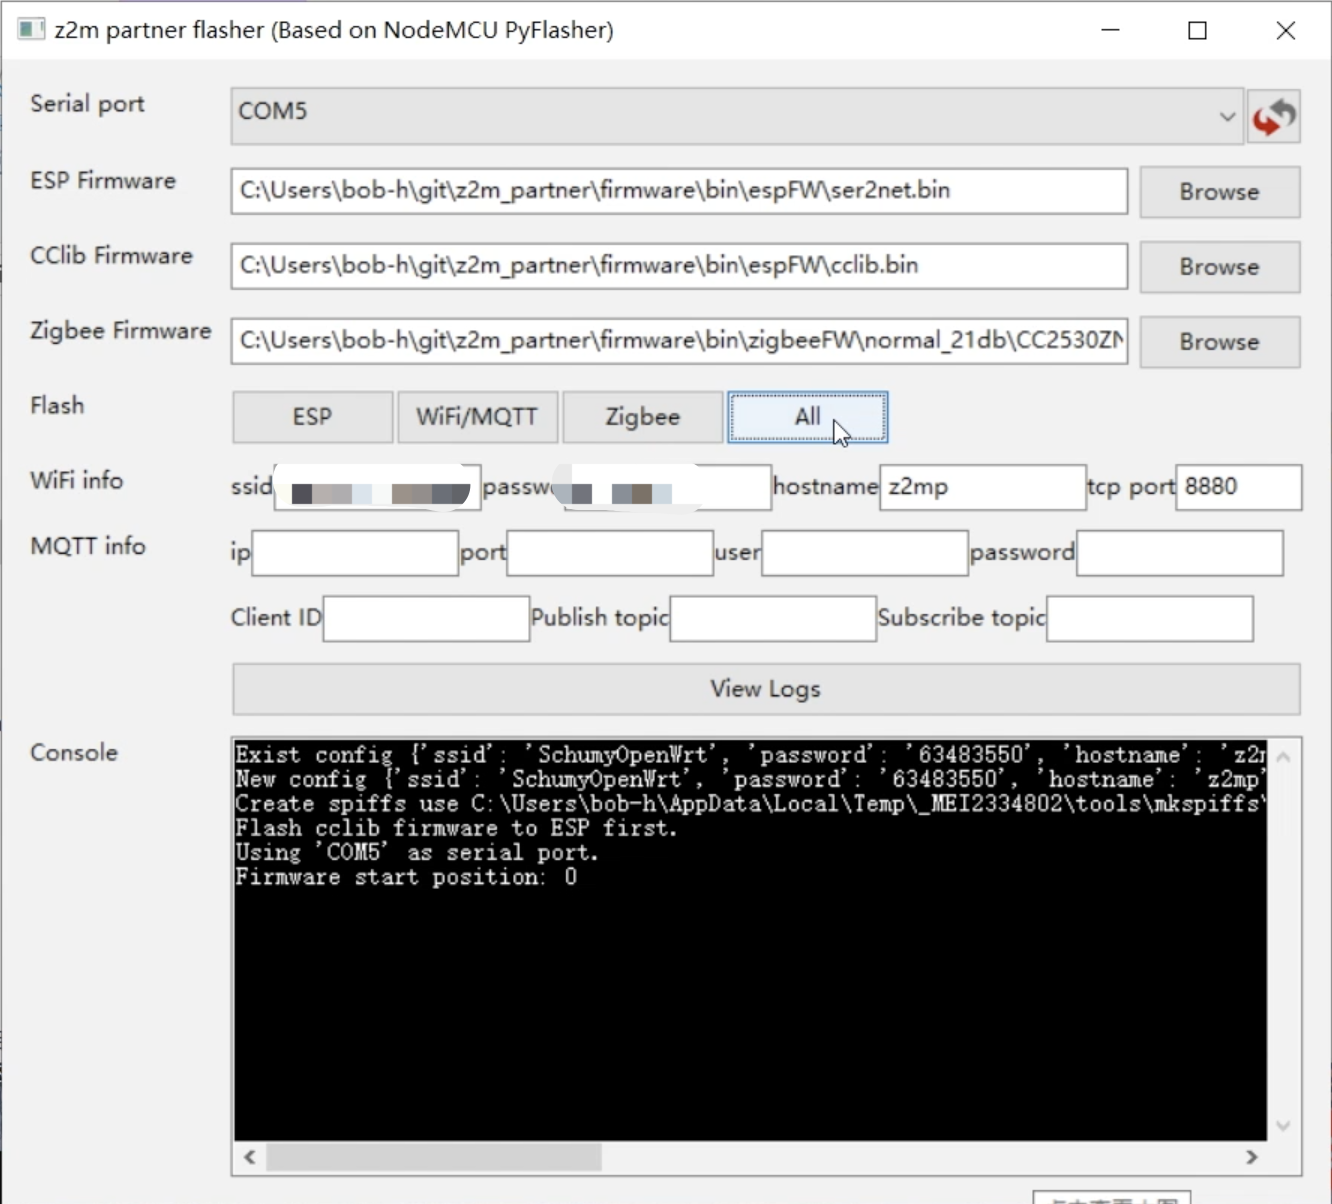 z2m partner flasher (Based on NodeMCU PyFlasher)
Serial port COM5
ESP Firmware C:\Users\bob-h\git\z2m_partner\firmware\bin\espFW\ser2net.bin Browse
CClib Firmware C:\Users\bob-h\git\z2m_partner\firmware\bin\espFW\cclib.bin Browse
Zigbee Firmware C:\Users\bob-h\git\z2m_partner\firmware\bin\zigbeeFW\normal_21db\CC2530ZN Browse
Flash ESP WiFi/MQTT Zigbee All
WiFi info ssid passw hostname z2mp tcp port 8880
MQTT info ip port user password
Client ID Publish topic Subscribe topic
View Logs
Console
Exist config {'ssid': 'SchumyOpenWrt', 'password': '63483550', 'hostname': 'z2m
New config {'ssid': 'SchumyOpenWrt', 'password': '63483550', 'hostname': 'z2mp'
Create spiffs use C:\Users\bob-h\AppData\Local\Temp\_MEI2334802\tools\mkspiffs\
Flash cclib firmware to ESP first.
Using 'COM5' as serial port.
Firmware start position: 0